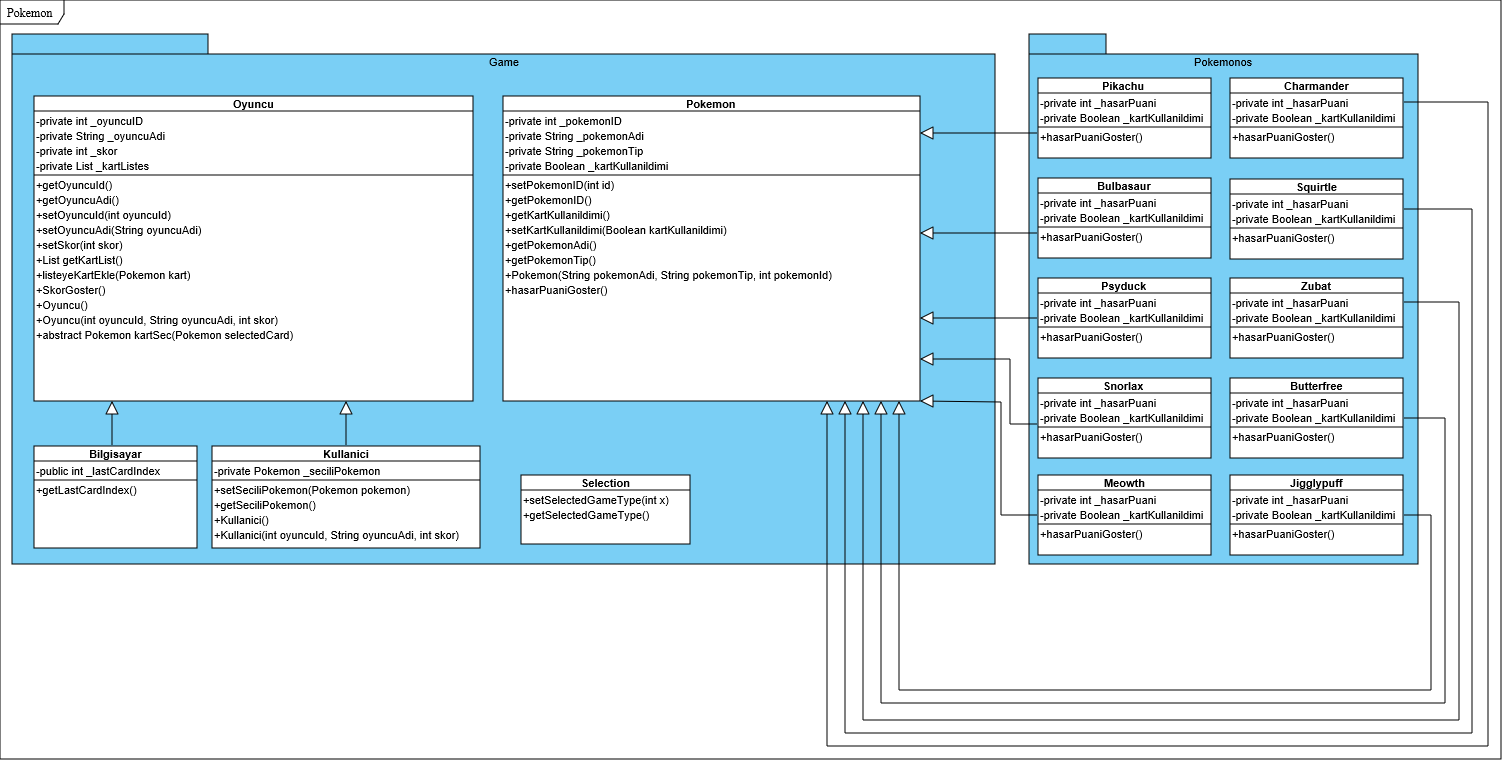 Pokemon
Game
Oyuncu
-private int _oyuncuID
-private String _oyuncuAdi
-private int _skor
-private List _kartListes
+getOyuncuId()
+getOyuncuAdi()
+setOyuncuId(int oyuncuId)
+setOyuncuAdi(String oyuncuAdi)
+setSkor(int skor)
+List getKartList()
+listeyeKartEkle(Pokemon kart)
+SkorGoster()
+Oyuncu()
+Oyuncu(int oyuncuId, String oyuncuAdi, int skor)
+abstract Pokemon kartSec(Pokemon selectedCard)
Pokemon
-private int _pokemonID
-private String _pokemonAdi
-private String _pokemonTip
-private Boolean _kartKullanildimi
+setPokemonID(int id)
+getPokemonID()
+getKartKullanildimi()
+setKartKullanildimi(Boolean kartKullanildimi)
+getPokemonAdi()
+getPokemonTip()
+Pokemon(String pokemonAdi, String pokemonTip, int pokemonId)
+hasarPuaniGoster()
Bilgisayar
-public int _lastCardIndex
+getLastCardIndex()
Kullanici
-private Pokemon _seciliPokemon
+setSeciliPokemon(Pokemon pokemon)
+getSeciliPokemon()
+Kullanici()
+Kullanici(int oyuncuId, String oyuncuAdi, int skor)
Selection
+setSelectedGameType(int x)
+getSelectedGameType()
Pokemonos
Pikachu
-private int _hasarPuani
-private Boolean _kartKullanildimi
+hasarPuaniGoster()
Charmander
-private int _hasarPuani
-private Boolean _kartKullanildimi
+hasarPuaniGoster()
Bulbasaur
-private int _hasarPuani
-private Boolean _kartKullanildimi
+hasarPuaniGoster()
Squirtle
-private int _hasarPuani
-private Boolean _kartKullanildimi
+hasarPuaniGoster()
Psyduck
-private int _hasarPuani
-private Boolean _kartKullanildimi
+hasarPuaniGoster()
Zubat
-private int _hasarPuani
-private Boolean _kartKullanildimi
+hasarPuaniGoster()
Snorlax
-private int _hasarPuani
-private Boolean _kartKullanildimi
+hasarPuaniGoster()
Butterfree
-private int _hasarPuani
-private Boolean _kartKullanildimi
+hasarPuaniGoster()
Meowth
-private int _hasarPuani
-private Boolean _kartKullanildimi
+hasarPuaniGoster()
Jigglypuff
-private int _hasarPuani
-private Boolean _kartKullanildimi
+hasarPuaniGoster()